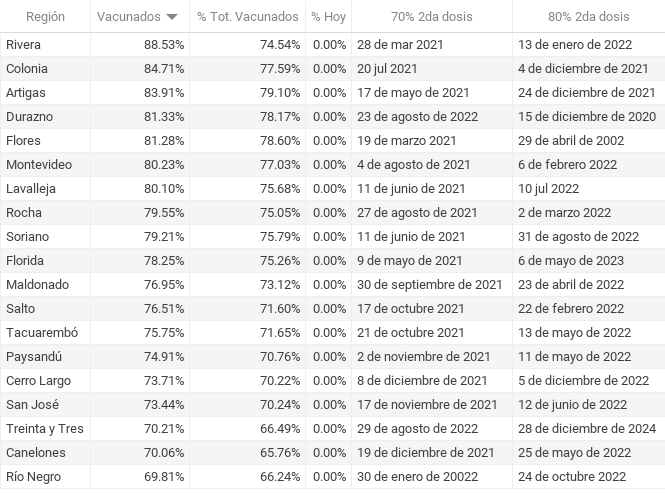 Región Vacunados % Tot. Vacunados % Hoy 70% 2da dosis 80% 2da dosis
Rivera 88.53% 74.54% 0.00% 28 de mar 2021 13 de enero de 2022
Colonia 84.71% 77.59% 0.00% 20 jul 2021 4 de diciembre de 2021
Artigas 83.91% 79.10% 0.00% 17 de mayo de 2021 24 de diciembre de 2021
Durazno 81.33% 78.17% 0.00% 23 de agosto de 2022 15 de diciembre de 2020
Flores 81.28% 78.60% 0.00% 19 de marzo 2021 29 de abril de 2002
Montevideo 80.23% 77.03% 0.00% 4 de agosto de 2021 6 de febrero 2022
Lavalleja 80.10% 75.68% 0.00% 11 de junio de 2021 10 jul 2022
Rocha 79.55% 75.05% 0.00% 27 de agosto de 2021 2 de marzo 2022
Soriano 79.21% 75.79% 0.00% 11 de junio de 2021 31 de agosto de 2022
Florida 78.25% 75.26% 0.00% 9 de mayo de 2021 6 de mayo de 2023
Maldonado 76.95% 73.12% 0.00% 30 de septiembre de 2021 23 de abril de 2022
Salto 76.51% 71.60% 0.00% 17 de octubre 2021 22 de febrero 2022
Tacuarembó 75.75% 71.65% 0.00% 21 de octubre 2021 13 de mayo de 2022
Paysandú 74.91% 70.76% 0.00% 2 de noviembre de 2021 11 de mayo de 2022
Cerro Largo 73.71% 70.22% 0.00% 8 de diciembre de 2021 5 de diciembre de 2022
San José 73.44% 70.24% 0.00% 17 de noviembre de 2021 12 de junio de 2022
Treinta y Tres 70.21% 66.49% 0.00% 29 de agosto de 2022 28 de diciembre de 2024
Canelones 70.06% 65.76% 0.00% 19 de diciembre de 2021 25 de mayo de 2022
Río Negro 69.81% 66.24% 0.00% 30 de enero de 20022 24 de octubre de 2022